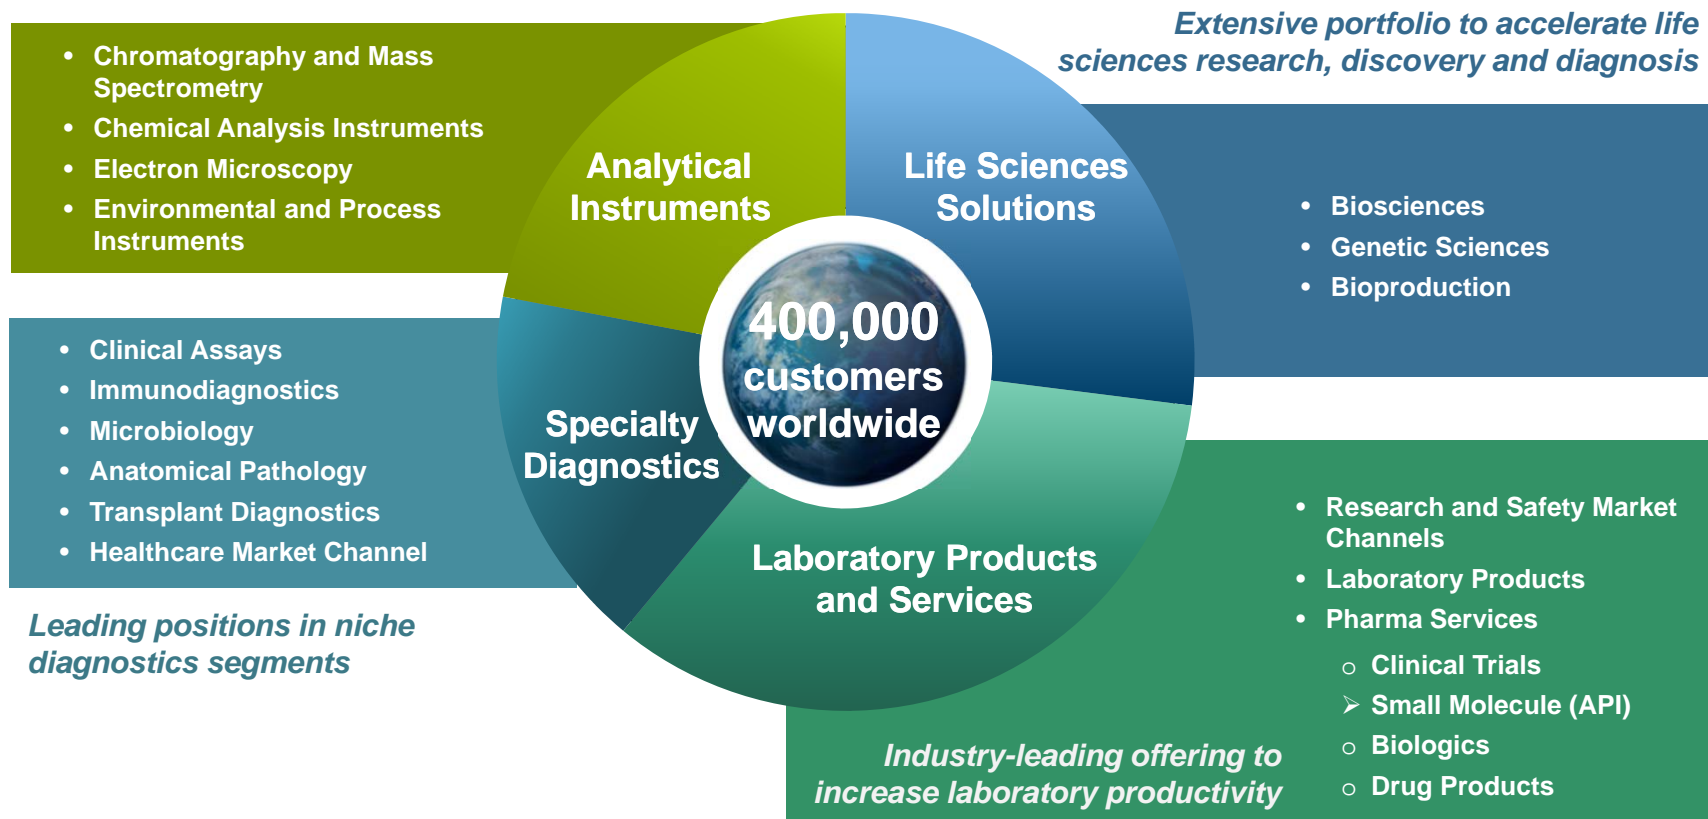 Extensive portfolio to accelerate life
sciences research, discovery and diagnosis
• Chromatography and Mass
Spectrometry
• Chemical Analysis Instruments
• Electron Microscopy
• Environmental and Process
Instruments
Analytical
Instruments
Life Sciences
Solutions
• Biosciences
• Genetic Sciences
• Bioproduction
400,000
customers
worldwide
• Clinical Assays
• Immunodiagnostics
• Microbiology
• Anatomical Pathology
• Transplant Diagnostics
• Healthcare Market Channel
Specialty
Diagnostics
Leading positions in niche
diagnostics segments
Laboratory Products
and Services
• Research and Safety Market
Channels
• Laboratory Products
• Pharma Services
o Clinical Trials
➢ Small Molecule (API)
o Biologics
o Drug Products
Industry-leading offering to
increase laboratory productivity